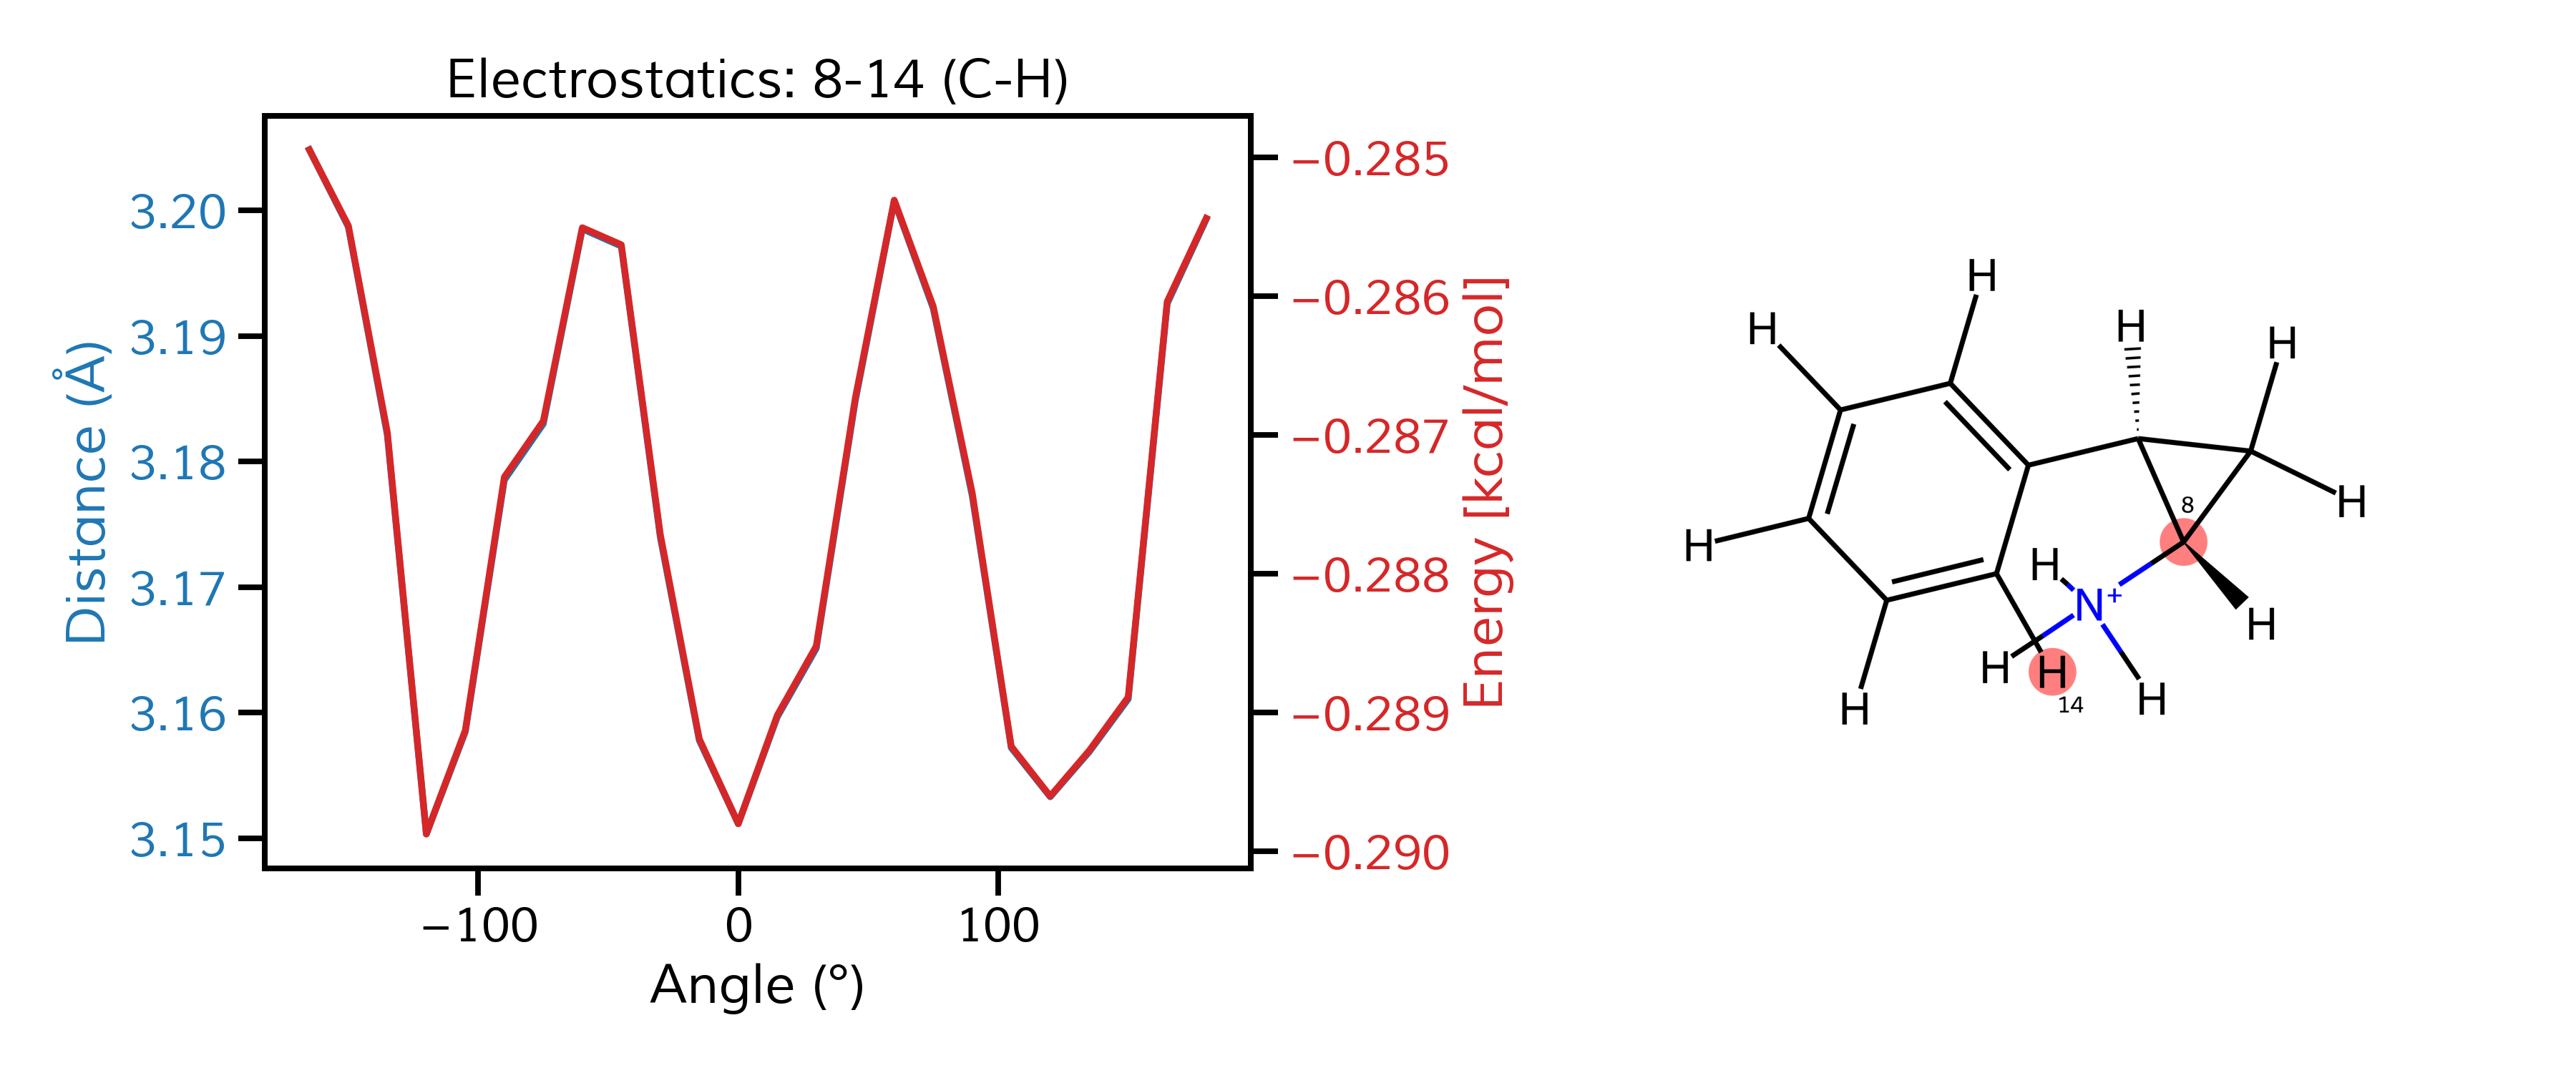 Electrostatics: 8-14 (C-H)
Distance (Å)
3.20
3.19
3.18
3.17
3.16
3.15
−100
0
100
Angle (°)
−0.285
−0.286
−0.287
−0.288
−0.289
−0.290
Energy [kcal/mol]
H
H
H
H
H
8
H
H
N+
H
H
H
14
H
H